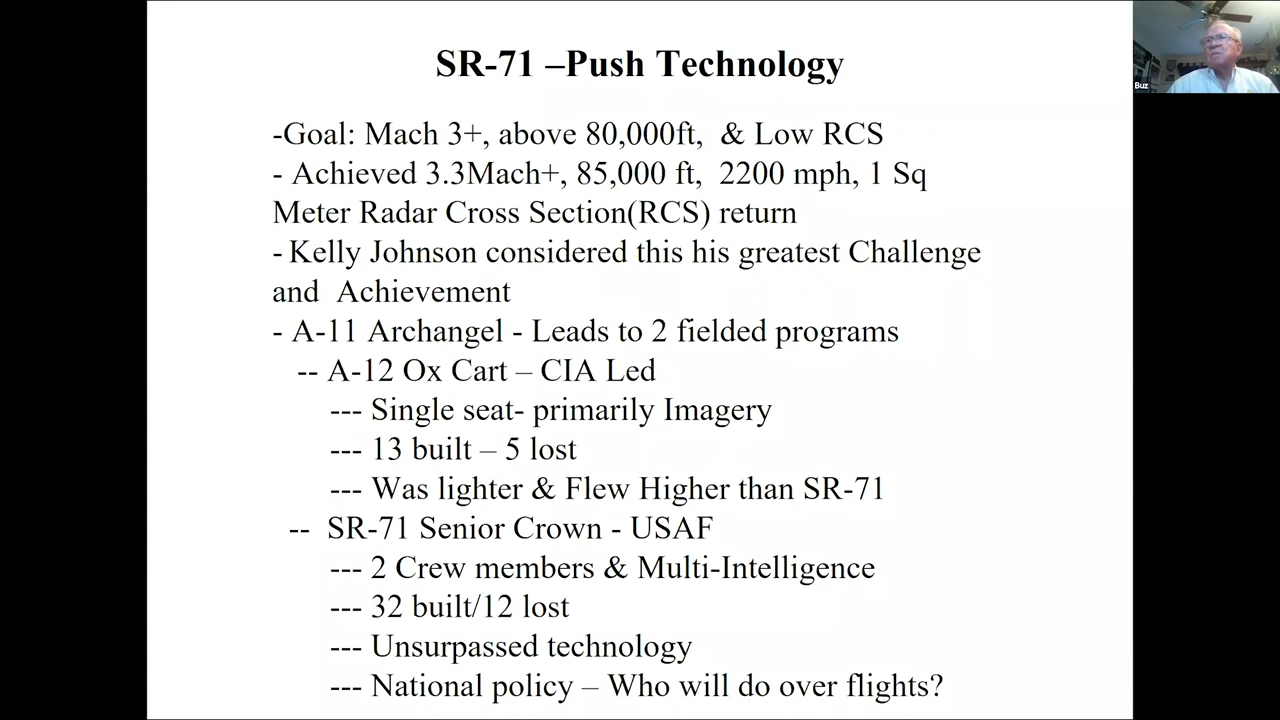 SR-71 –Push Technology
-Goal: Mach 3+, above 80,000ft,  & Low RCS
- Achieved 3.3Mach+, 85,000 ft,  2200 mph, 1 Sq
Meter Radar Cross Section(RCS) return
- Kelly Johnson considered this his greatest Challenge
and  Achievement
- A-11 Archangel - Leads to 2 fielded programs
-- A-12 Ox Cart – CIA Led
--- Single seat- primarily Imagery
--- 13 built – 5 lost
--- Was lighter & Flew Higher than SR-71
--  SR-71 Senior Crown - USAF
--- 2 Crew members & Multi-Intelligence
--- 32 built/12 lost
--- Unsurpassed technology
--- National policy – Who will do over flights?
Buz